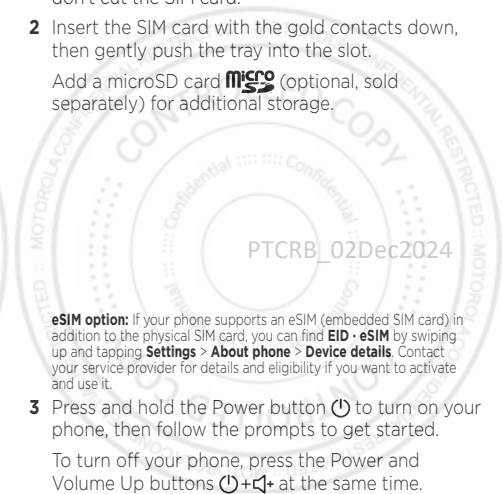 don't cut the SIM card.
2 Insert the SIM card with the gold contacts down,
then gently push the tray into the slot.
Add a microSD card micro SD (optional, sold
separately) for additional storage.
PTCRB_02Dec2024
eSIM option: If your phone supports an eSIM (embedded SIM card) in
addition to the physical SIM card, you can find EID · eSIM by swiping
up and tapping Settings > About phone > Device details. Contact
your service provider for details and eligibility if you want to activate
and use it.
3 Press and hold the Power button to turn on your
phone, then follow the prompts to get started.
To turn off your phone, press the Power and
Volume Up buttons + + at the same time.